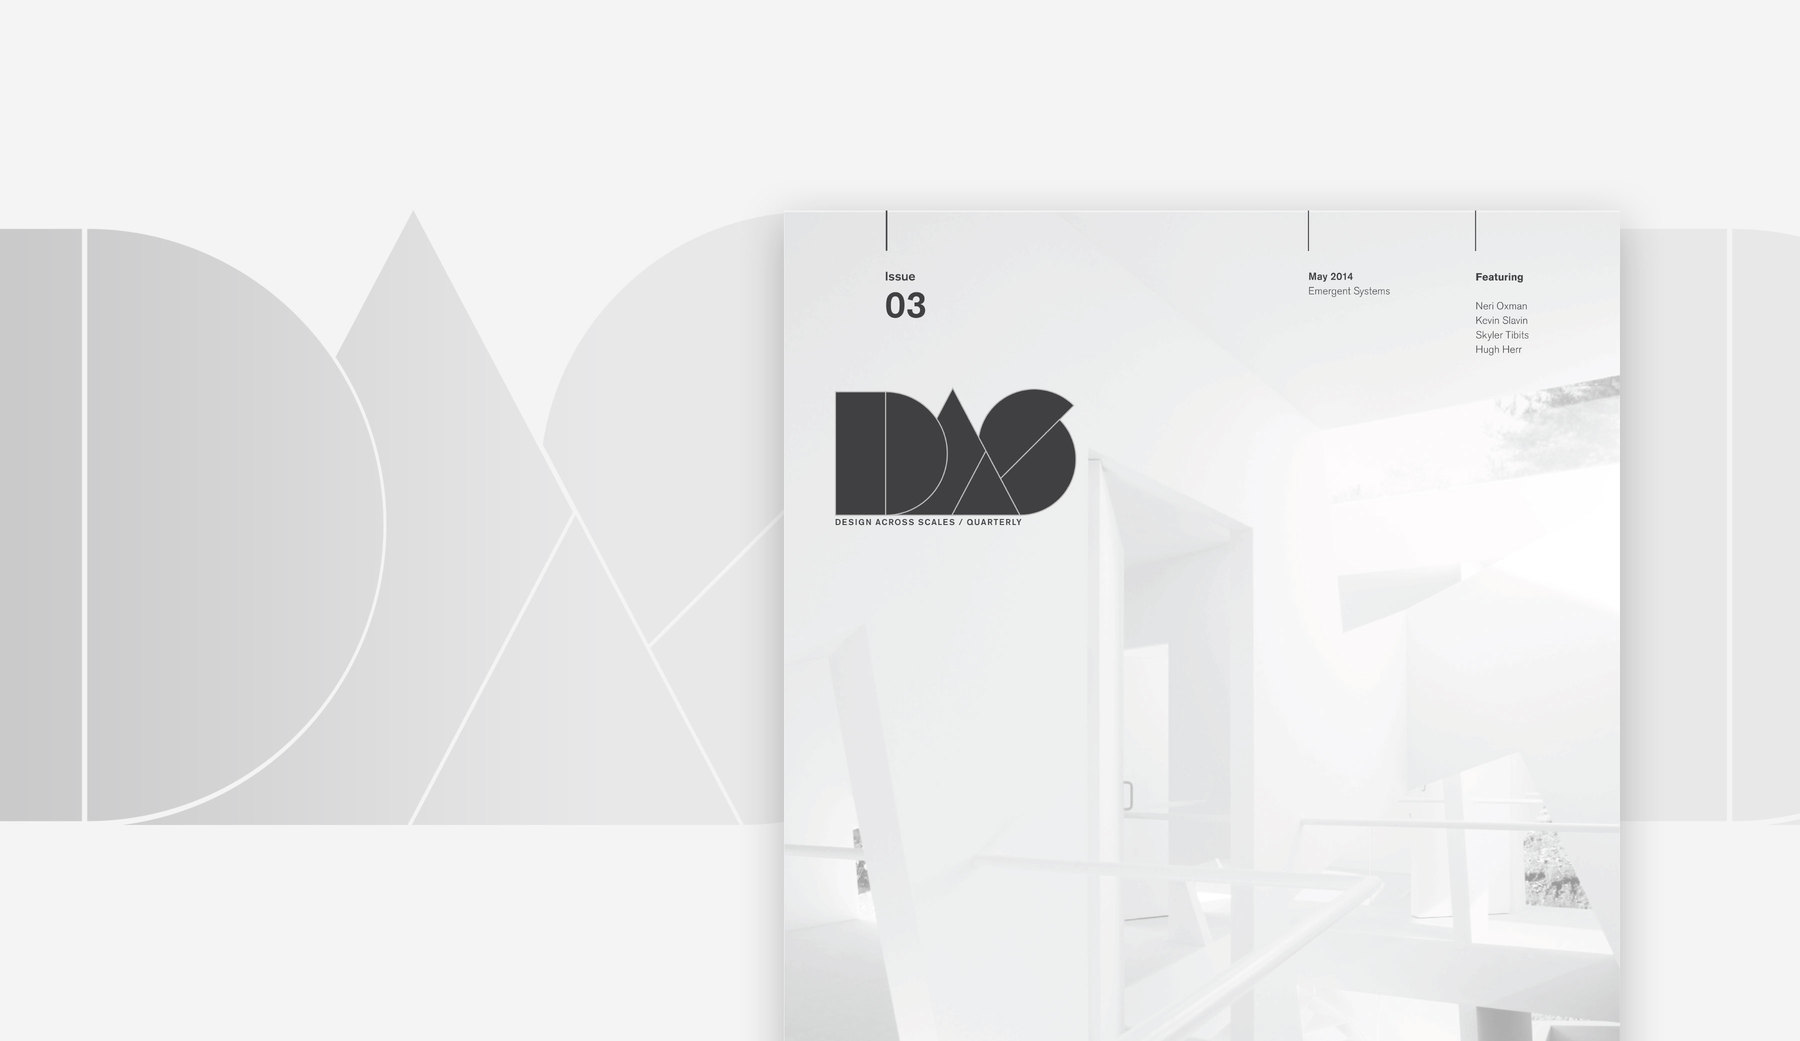 Issue
03
May 2014
Emergent Systems
Featuring
Neri Oxman
Kevin Slavin
Skyler Tibits
Hugh Herr
DAS
DESIGN ACROSS SCALES / QUARTERLY
DAS